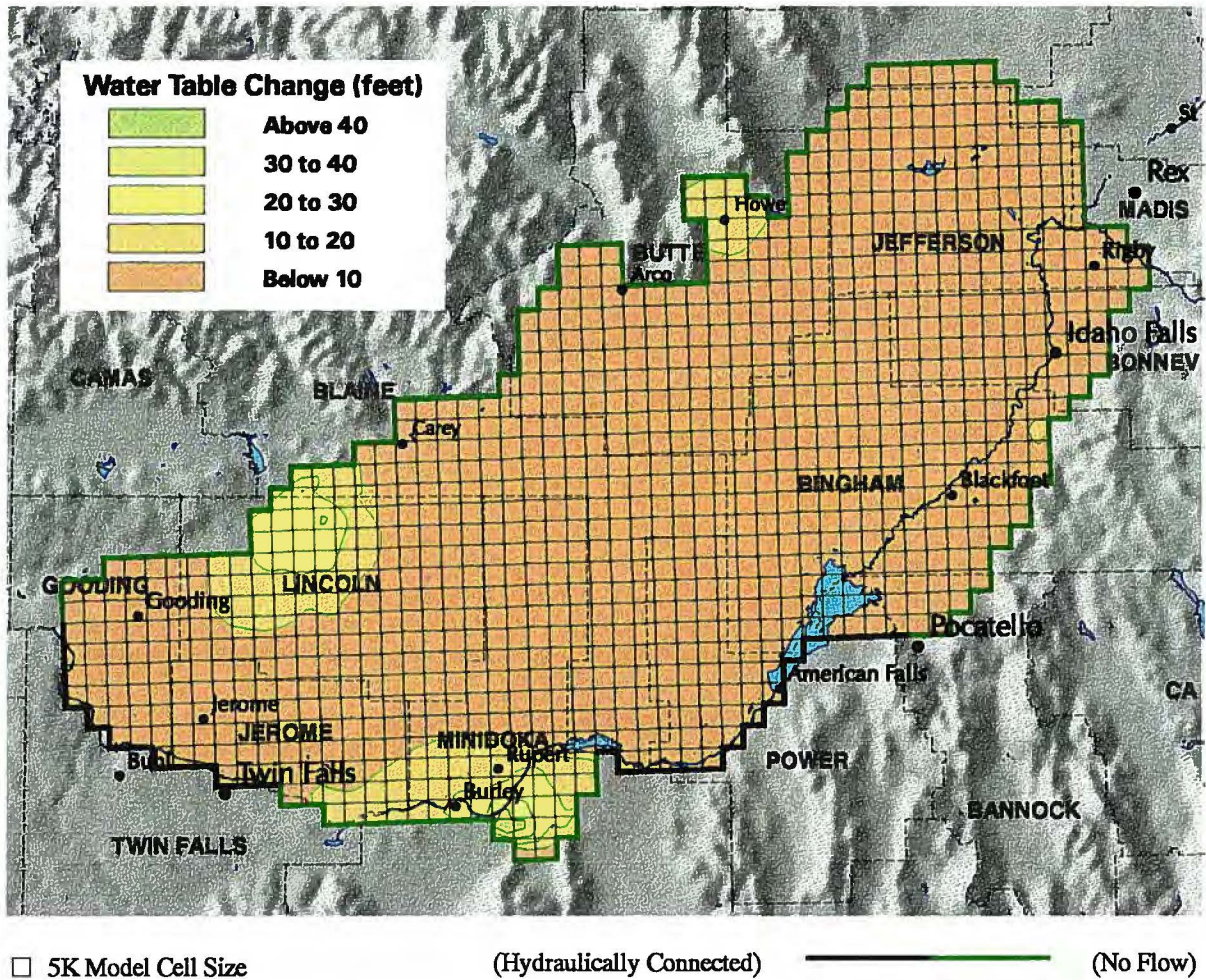 Water Table Change (feet)
Above 40
30 to 40
20 to 30
10 to 20
Below 10
St
Rex
MADIS
Howe
JEFFERSON
Rigby
BUTTE
Arco
Idaho Falls
BONNEV
CAMAS
BLAINE
Carey
BINGHAM
Blackfoot
GOODING
LINCOLN
Gooding
Pocatello
American Falls
CA
Jerome
JEROME
MINIDOKA
Rupert
POWER
Buhl
Twin Falls
Burley
BANNOCK
TWIN FALLS
5K Model Cell Size (Hydraulically Connected) (No Flow)